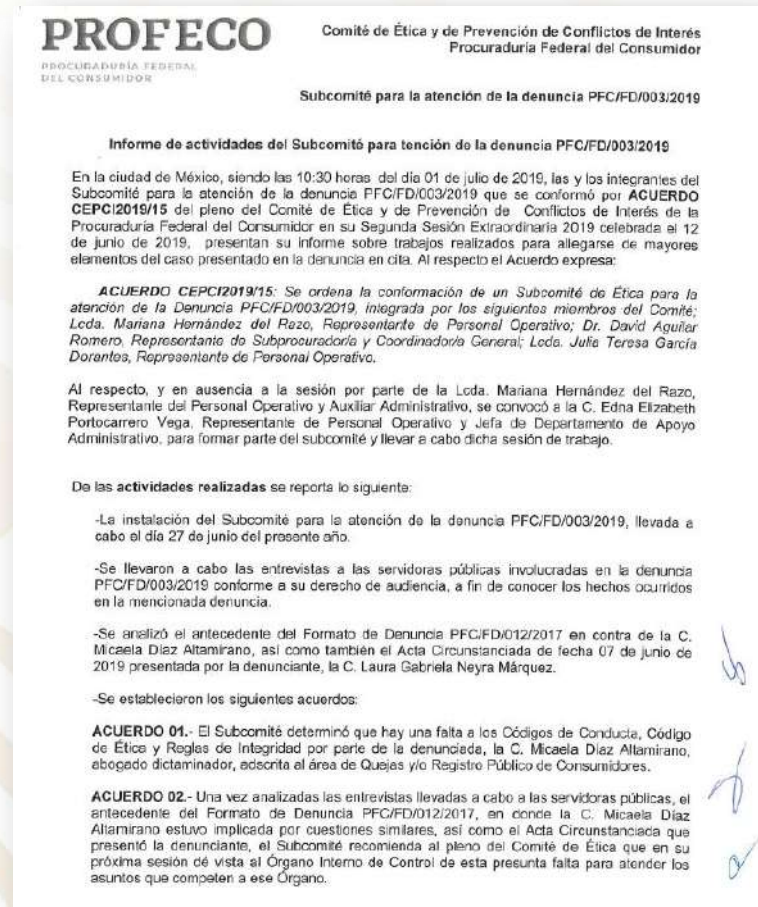 PROFECO
PROCURADURÍA FEDERAL
DEL CONSUMIDOR
Comité de Ética y de Prevención de Conflictos de Interés
Procuraduría Federal del Consumidor
Subcomité para la atención de la denuncia PFC/FD/003/2019
Informe de actividades del Subcomité para tención de la denuncia PFC/FD/003/2019
En la ciudad de México, siendo las 10:30 horas del día 01 de julio de 2019, las y los integrantes del
Subcomité para la atención de la denuncia PFC/FD/003/2019 que se conformó por ACUERDO
CEPCI2019/15 del pleno del Comité de Ética y de Prevención de Conflictos de Interés de la
Procuraduría Federal del Consumidor en su Segunda Sesión Extraordinaria 2019 celebrada el 12
de junio de 2019, presentan su informe sobre trabajos realizados para allegarse de mayores
elementos del caso presentado en la denuncia en cita. Al respecto el Acuerdo expresa:
ACUERDO CEPCI2019/15: Se ordena la conformación de un Subcomité de Ética para la
atención de la Denuncia PFC/FD/003/2019, integrada por los siguientes miembros del Comité;
Lcda. Mariana Hernández del Razo, Representante de Personal Operativo; Dr. David Aguilar
Romero, Representante de Subprocurador/a y Coordinador/a General; Lcda. Julia Teresa García
Dorantes, Representante de Personal Operativo.
Al respecto, y en ausencia a la sesión por parte de la Lcda. Mariana Hernández del Razo,
Representante del Personal Operativo y Auxiliar Administrativo, se convocó a la C. Edna Elizabeth
Portocarrero Vega, Representante de Personal Operativo y Jefa de Departamento de Apoyo
Administrativo, para formar parte del subcomité y llevar a cabo dicha sesión de trabajo.
De las actividades realizadas se reporta lo siguiente:
-La instalación del Subcomité para la atención de la denuncia PFC/FD/003/2019, llevada a
cabo el día 27 de junio del presente año.
-Se llevaron a cabo las entrevistas a las servidoras públicas involucradas en la denuncia
PFC/FD/003/2019 conforme a su derecho de audiencia, a fin de conocer los hechos ocurridos
en la mencionada denuncia.
-Se analizó el antecedente del Formato de Denuncia PFC/FD/012/2017 en contra de la C.
Micaela Díaz Altamirano, así como también el Acta Circunstanciada de fecha 07 de junio de
2019 presentada por la denunciante, la C. Laura Gabriela Neyra Márquez.
-Se establecieron los siguientes acuerdos:
ACUERDO 01.- El Subcomité determinó que hay una falta a los Códigos de Conducta, Código
de Ética y Reglas de Integridad por parte de la denunciada, la C. Micaela Díaz Altamirano,
abogado dictaminador, adscrita al área de Quejas y/o Registro Público de Consumidores.
ACUERDO 02.- Una vez analizadas las entrevistas llevadas a cabo a las servidoras públicas, el
antecedente del Formato de Denuncia PFC/FD/012/2017, en donde la C. Micaela Díaz
Altamirano estuvo implicada por cuestiones similares, así como el Acta Circunstanciada que
presentó la denunciante, el Subcomité recomienda al pleno del Comité de Ética que en su
próxima sesión dé vista al Órgano Interno de Control de esta presunta falta para atender los
asuntos que competen a ese Órgano.